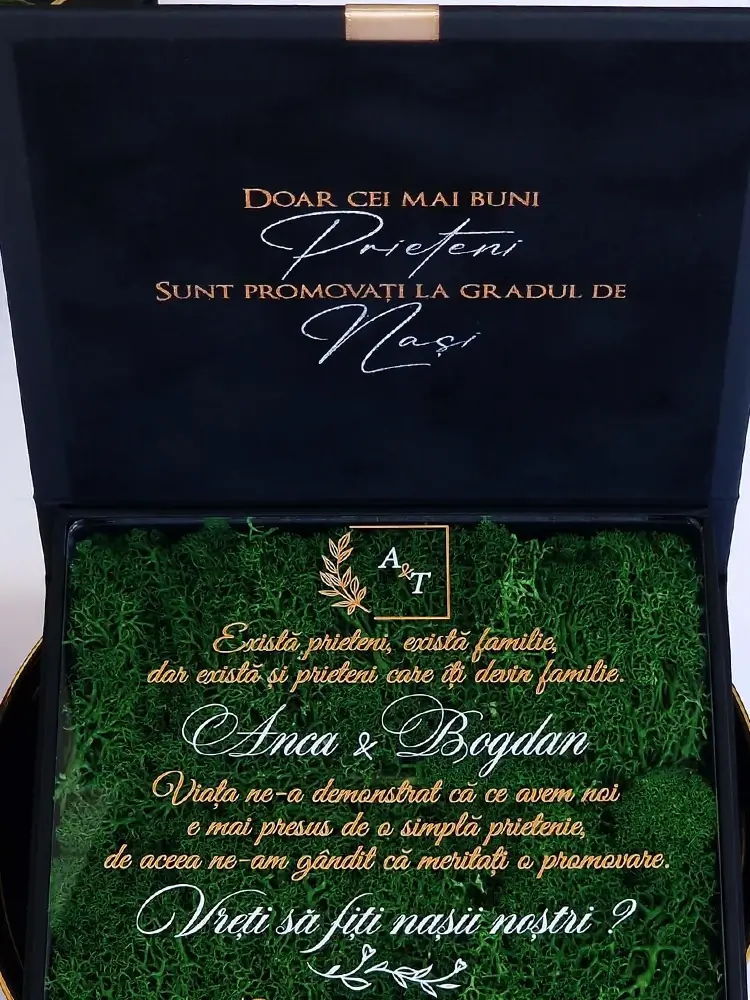 DOAR CEI MAI BUNI
Prieteni
SUNT PROMOVAȚI LA GRADUL DE
Nași
A&T
Există prieteni, există familie,
dar există și prieteni care îți devin familie.
Anca & Bogdan
Viața ne-a demonstrat că ce avem noi
e mai presus de o simplă prietenie,
de aceea ne-am gândit că meritați o promovare.
Vreți să fiți nașii noștri ?